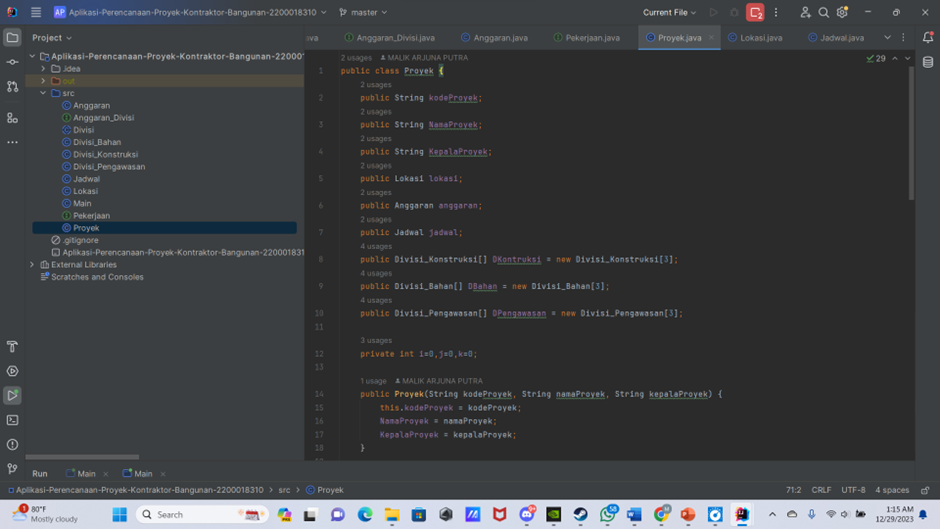 AP Aplikasi-Perencanaan-Proyek-Kontraktor-Bangunan-2200018310 master Current File 2
Project
ava Anggaran_Divisi.java Anggaran.java Pekerjaan.java Proyek.java Lokasi.java Jadwal.java
Aplikasi-Perencanaan-Proyek-Kontraktor-Bangunan-2200018310
.idea
out
src
Anggaran
Anggaran_Divisi
Divisi
Divisi_Bahan
Divisi_Konstruksi
Divisi_Pengawasan
Jadwal
Lokasi
Main
Pekerjaan
Proyek
.gitignore
Aplikasi-Perencanaan-Proyek-Kontraktor-Bangunan-220001831
External Libraries
Scratches and Consoles
2 usages MALIK ARJUNA PUTRA
29
1 public class Proyek {
2 usages
2 public String kodeProyek;
2 usages
3 public String NamaProyek;
2 usages
4 public String KepalaProyek;
2 usages
5 public Lokasi lokasi;
2 usages
6 public Anggaran anggaran;
2 usages
7 public Jadwal jadwal;
4 usages
8 public Divisi_Konstruksi[] DKontruksi = new Divisi_Konstruksi[3];
4 usages
9 public Divisi_Bahan[] DBahan = new Divisi_Bahan[3];
4 usages
10 public Divisi_Pengawasan[] DPengawasan = new Divisi_Pengawasan[3];
11
3 usages
12 private int i=0,j=0,k=0;
13
1 usage MALIK ARJUNA PUTRA
14 public Proyek(String kodeProyek, String namaProyek, String kepalaProyek) {
15 this.kodeProyek = kodeProyek;
16 NamaProyek = namaProyek;
17 KepalaProyek = kepalaProyek;
18 }
Run Main Main
Aplikasi-Perencanaan-Proyek-Kontraktor-Bangunan-2200018310 src Proyek 71:2 CRLF UTF-8 4 spaces
1 80°F
Mostly cloudy
Search
1:15 AM
12/29/2023